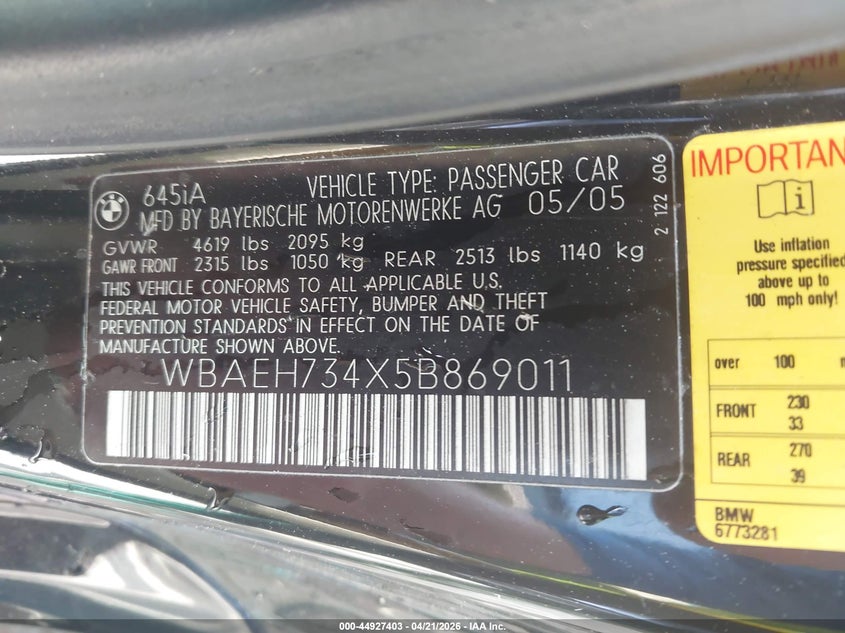 645iA VEHICLE TYPE: PASSENGER CAR
MFD BY BAYERISCHE MOTORENWERKE AG 05/05
GVWR 4619 lbs 2095 kg
GAWR FRONT 2315 lbs 1050 kg REAR 2513 lbs 1140 kg
THIS VEHICLE CONFORMS TO ALL APPLICABLE U.S.
FEDERAL MOTOR VEHICLE SAFETY, BUMPER AND THEFT
PREVENTION STANDARDS IN EFFECT ON THE DATE OF
MANUFACTURE SHOWN ABOVE.
WBAEH734X5B869011
2 122 606
IMPORTAN
i
Use inflation
pressure specified
above up to
100 mph only!
over 100
FRONT 230
33
REAR 270
39
BMW
6773281
000-44927403 - 04/21/2026 - IAA Inc.